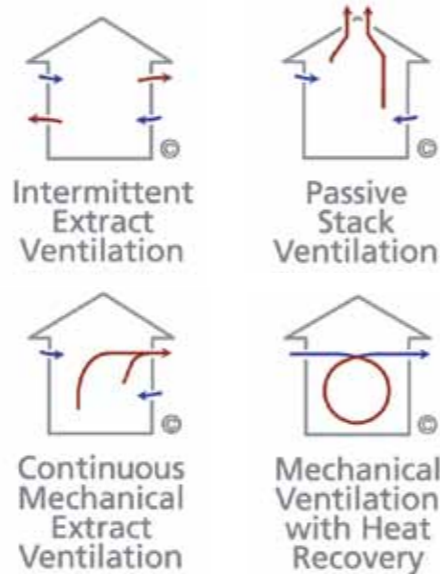 ©
Intermittent
Extract
Ventilation
©
Passive
Stack
Ventilation
©
Continuous
Mechanical
Extract
Ventilation
©
Mechanical
Ventilation
with Heat
Recovery